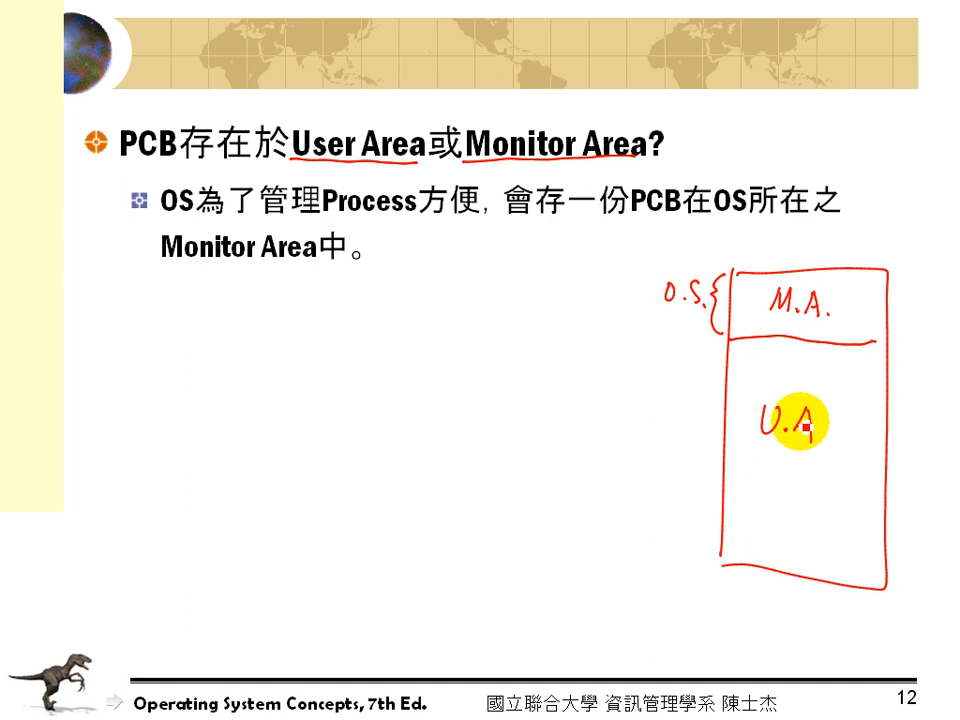 PCB存在於User Area或Monitor Area?
OS為了管理Process方便, 會存一份PCB在OS所在之
Monitor Area中。
O.S.
M.A.
U.A
Operating System Concepts, 7th Ed.
國立聯合大學 資訊管理學系 陳士杰
12